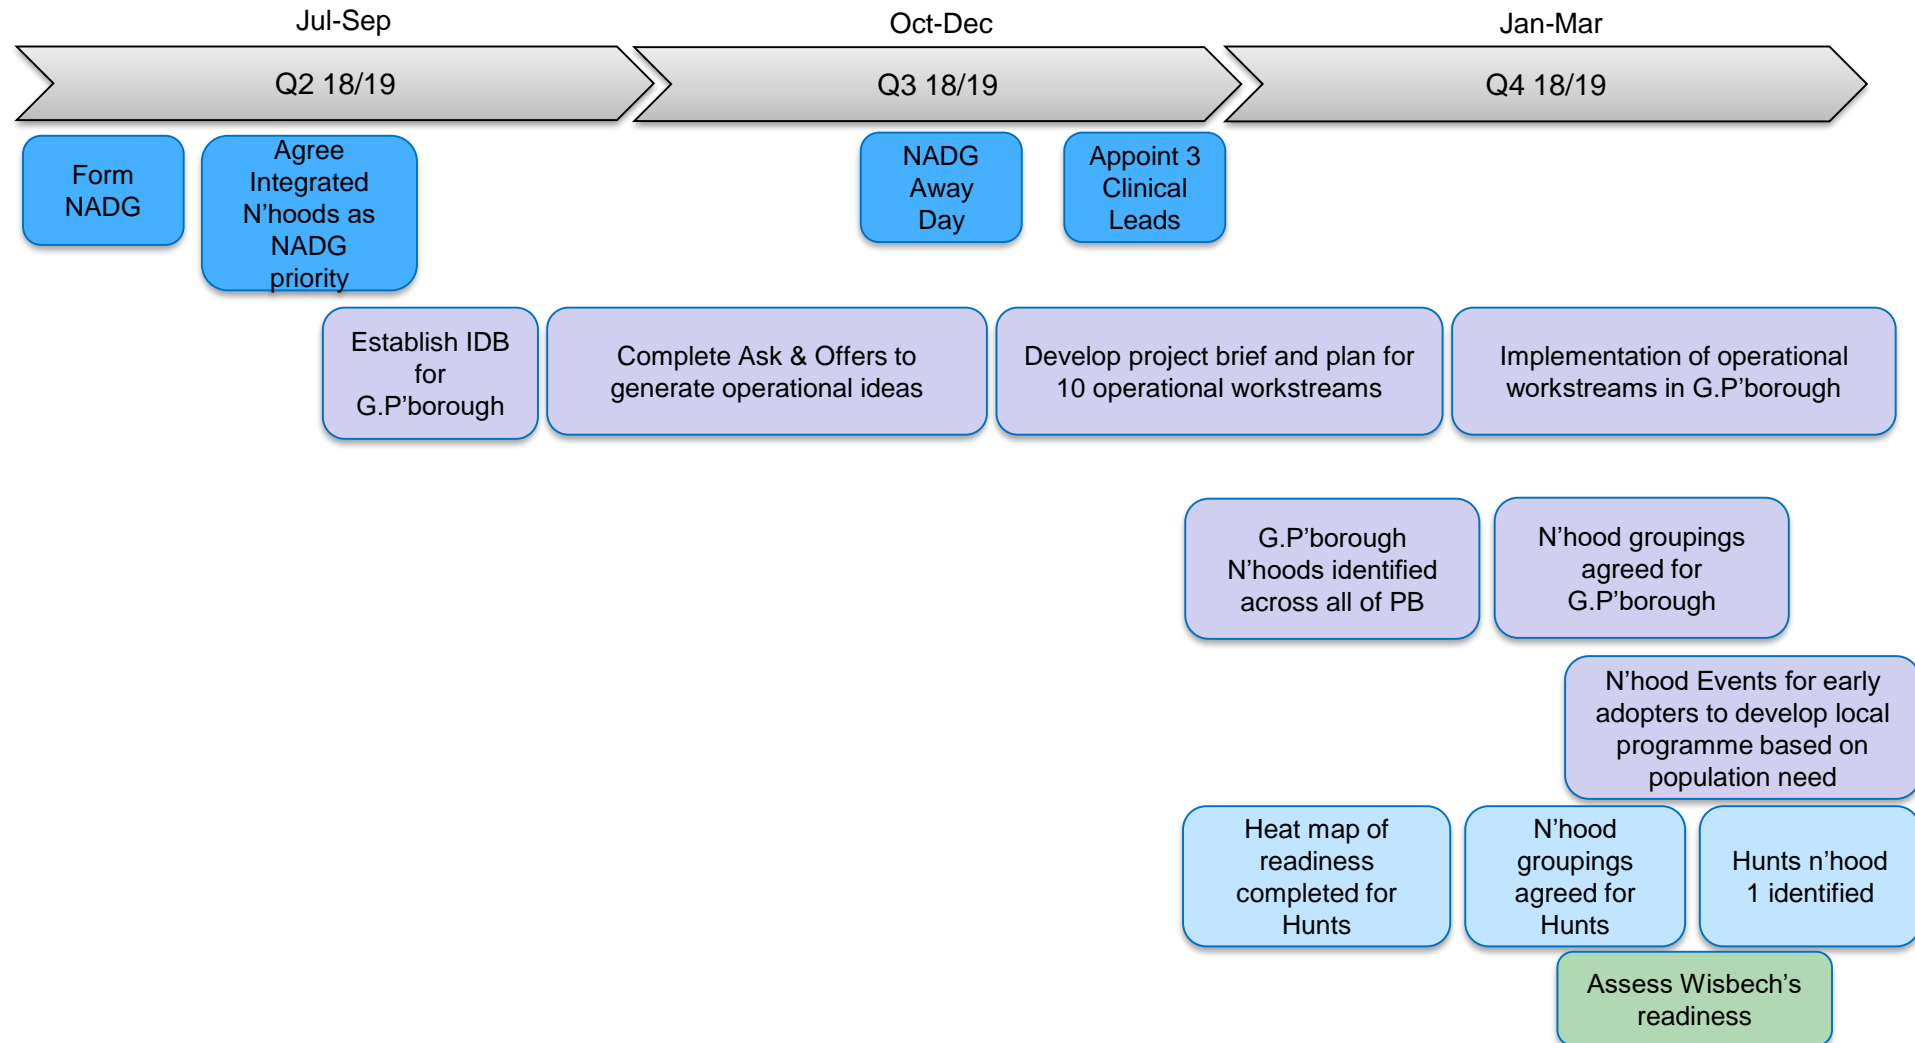 Jul-Sep
Oct-Dec
Jan-Mar
Q2 18/19
Q3 18/19
Q4 18/19
Form
NADG
Agree
Integrated
N’hoods as
NADG
priority
NADG
Away
Day
Appoint 3
Clinical
Leads
Establish IDB
for
G.P’borough
Complete Ask & Offers to
generate operational ideas
Develop project brief and plan for
10 operational workstreams
Implementation of operational
workstreams in G.P’borough
G.P’borough
N’hoods identified
across all of PB
N’hood groupings
agreed for
G.P’borough
N’hood Events for early
adopters to develop local
programme based on
population need
Heat map of
readiness
completed for
Hunts
N’hood
groupings
agreed for
Hunts
Hunts n’hood
1 identified
Assess Wisbech’s
readiness